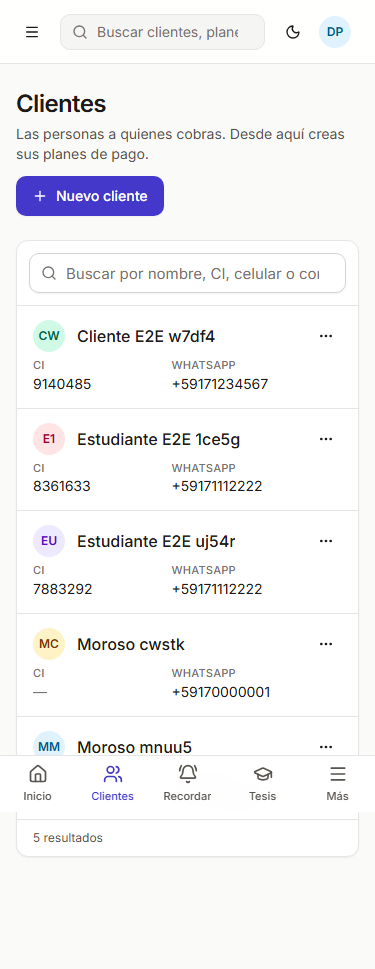 Buscar clientes, plane
DP
Clientes
Las personas a quienes cobras. Desde aquí creas
sus planes de pago.
+ Nuevo cliente
Buscar por nombre, CI, celular o co
CW Cliente E2E w7df4 ...
CI WHATSAPP
9140485 +59171234567
E1 Estudiante E2E 1ce5g ...
CI WHATSAPP
8361633 +59171112222
EU Estudiante E2E uj54r ...
CI WHATSAPP
7883292 +59171112222
MC Moroso cwstk ...
CI WHATSAPP
— +59170000001
MM Moroso mnuu5 ...
Inicio Clientes Recordar Tesis Más
5 resultados